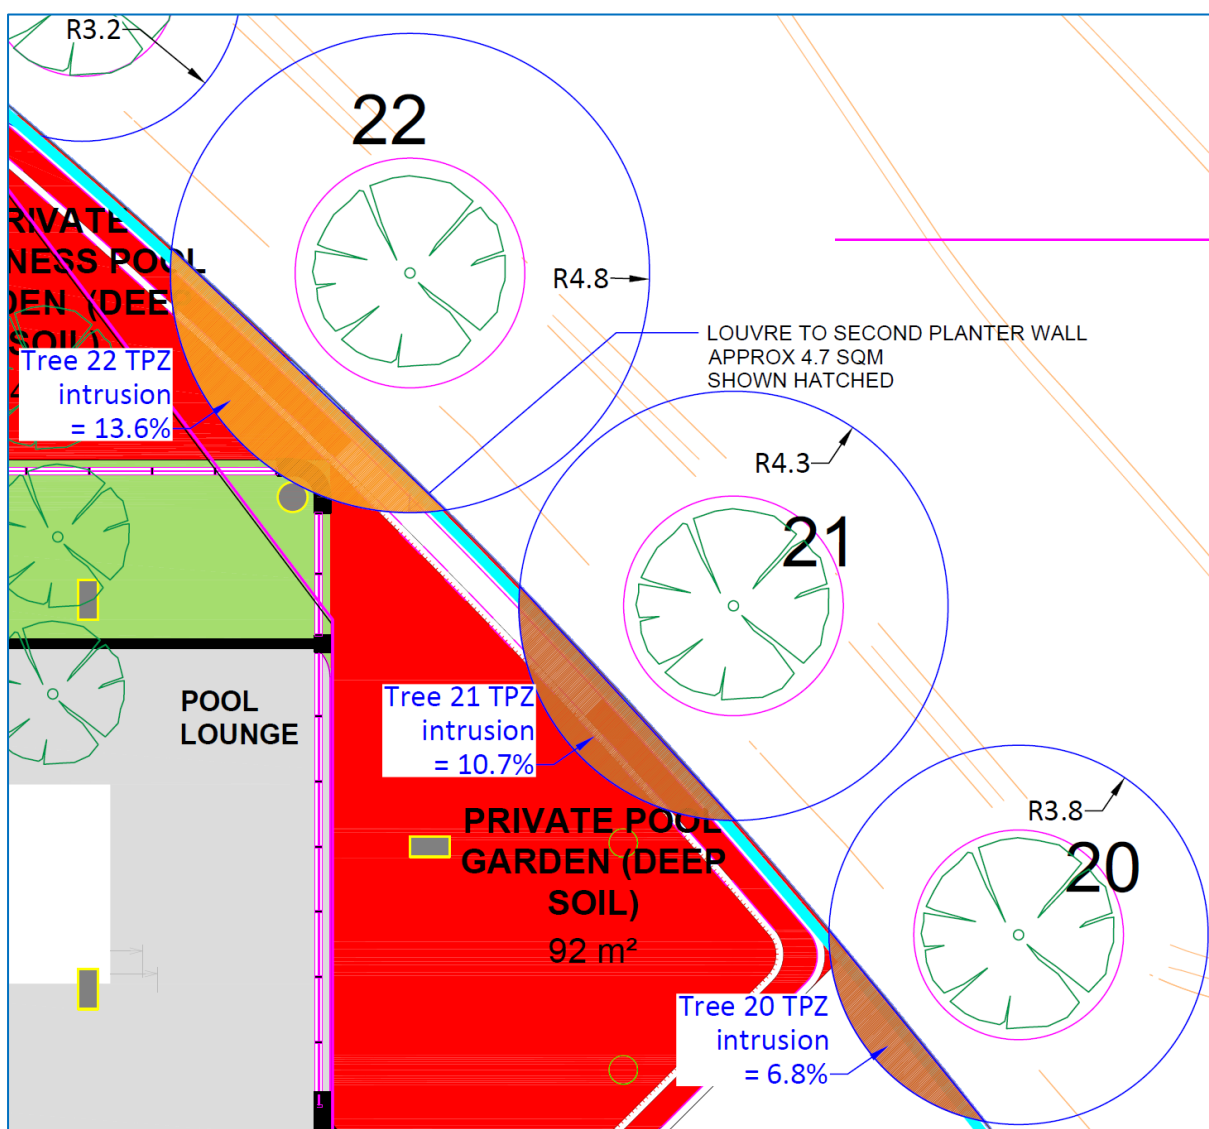 R3.2
22
R4.8
RIVATE
NESS POOL
DEN (DEEP
SOIL)
Tree 22 TPZ
intrusion
= 13.6%
LOUVRE TO SECOND PLANTER WALL
APPROX 4.7 SQM
SHOWN HATCHED
R4.3
21
POOL
LOUNGE
Tree 21 TPZ
intrusion
= 10.7%
PRIVATE POOL
GARDEN (DEEP
SOIL)
92 m²
R3.8
20
Tree 20 TPZ
intrusion
= 6.8%